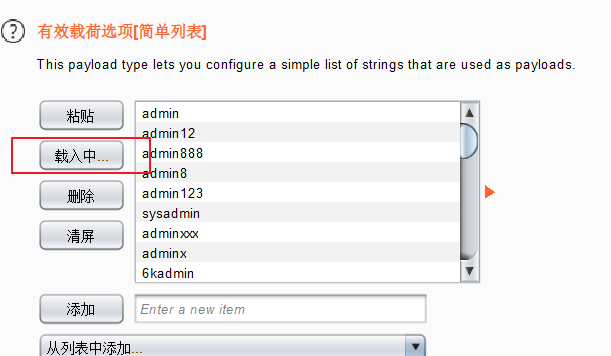 ?
有效载荷选项[简单列表]
This payload type lets you configure a simple list of strings that are used as payloads.
粘贴
载入中...
删除
清屏
admin
admin12
admin888
admin8
admin123
sysadmin
adminxxx
adminx
6kadmin
添加
Enter a new item
从列表中添加...